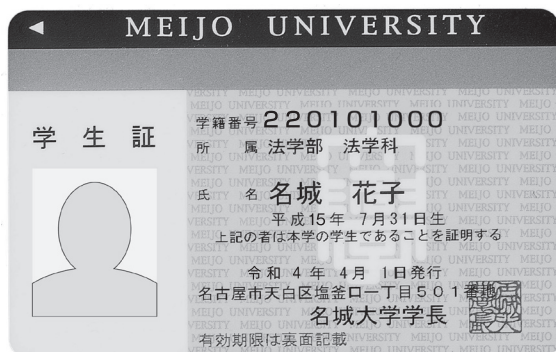 ◀ MEIJO UNIVERSITY
学生証
学籍番号 220101000
所属 法学部 法学科
氏名 名城 花子
平成15年 7月31日生
上記の者は本学の学生であることを証明する
令和 4年 4月 1日発行
名古屋市天白区塩釜口一丁目501番地
名城大学学長
有効期限は裏面記載